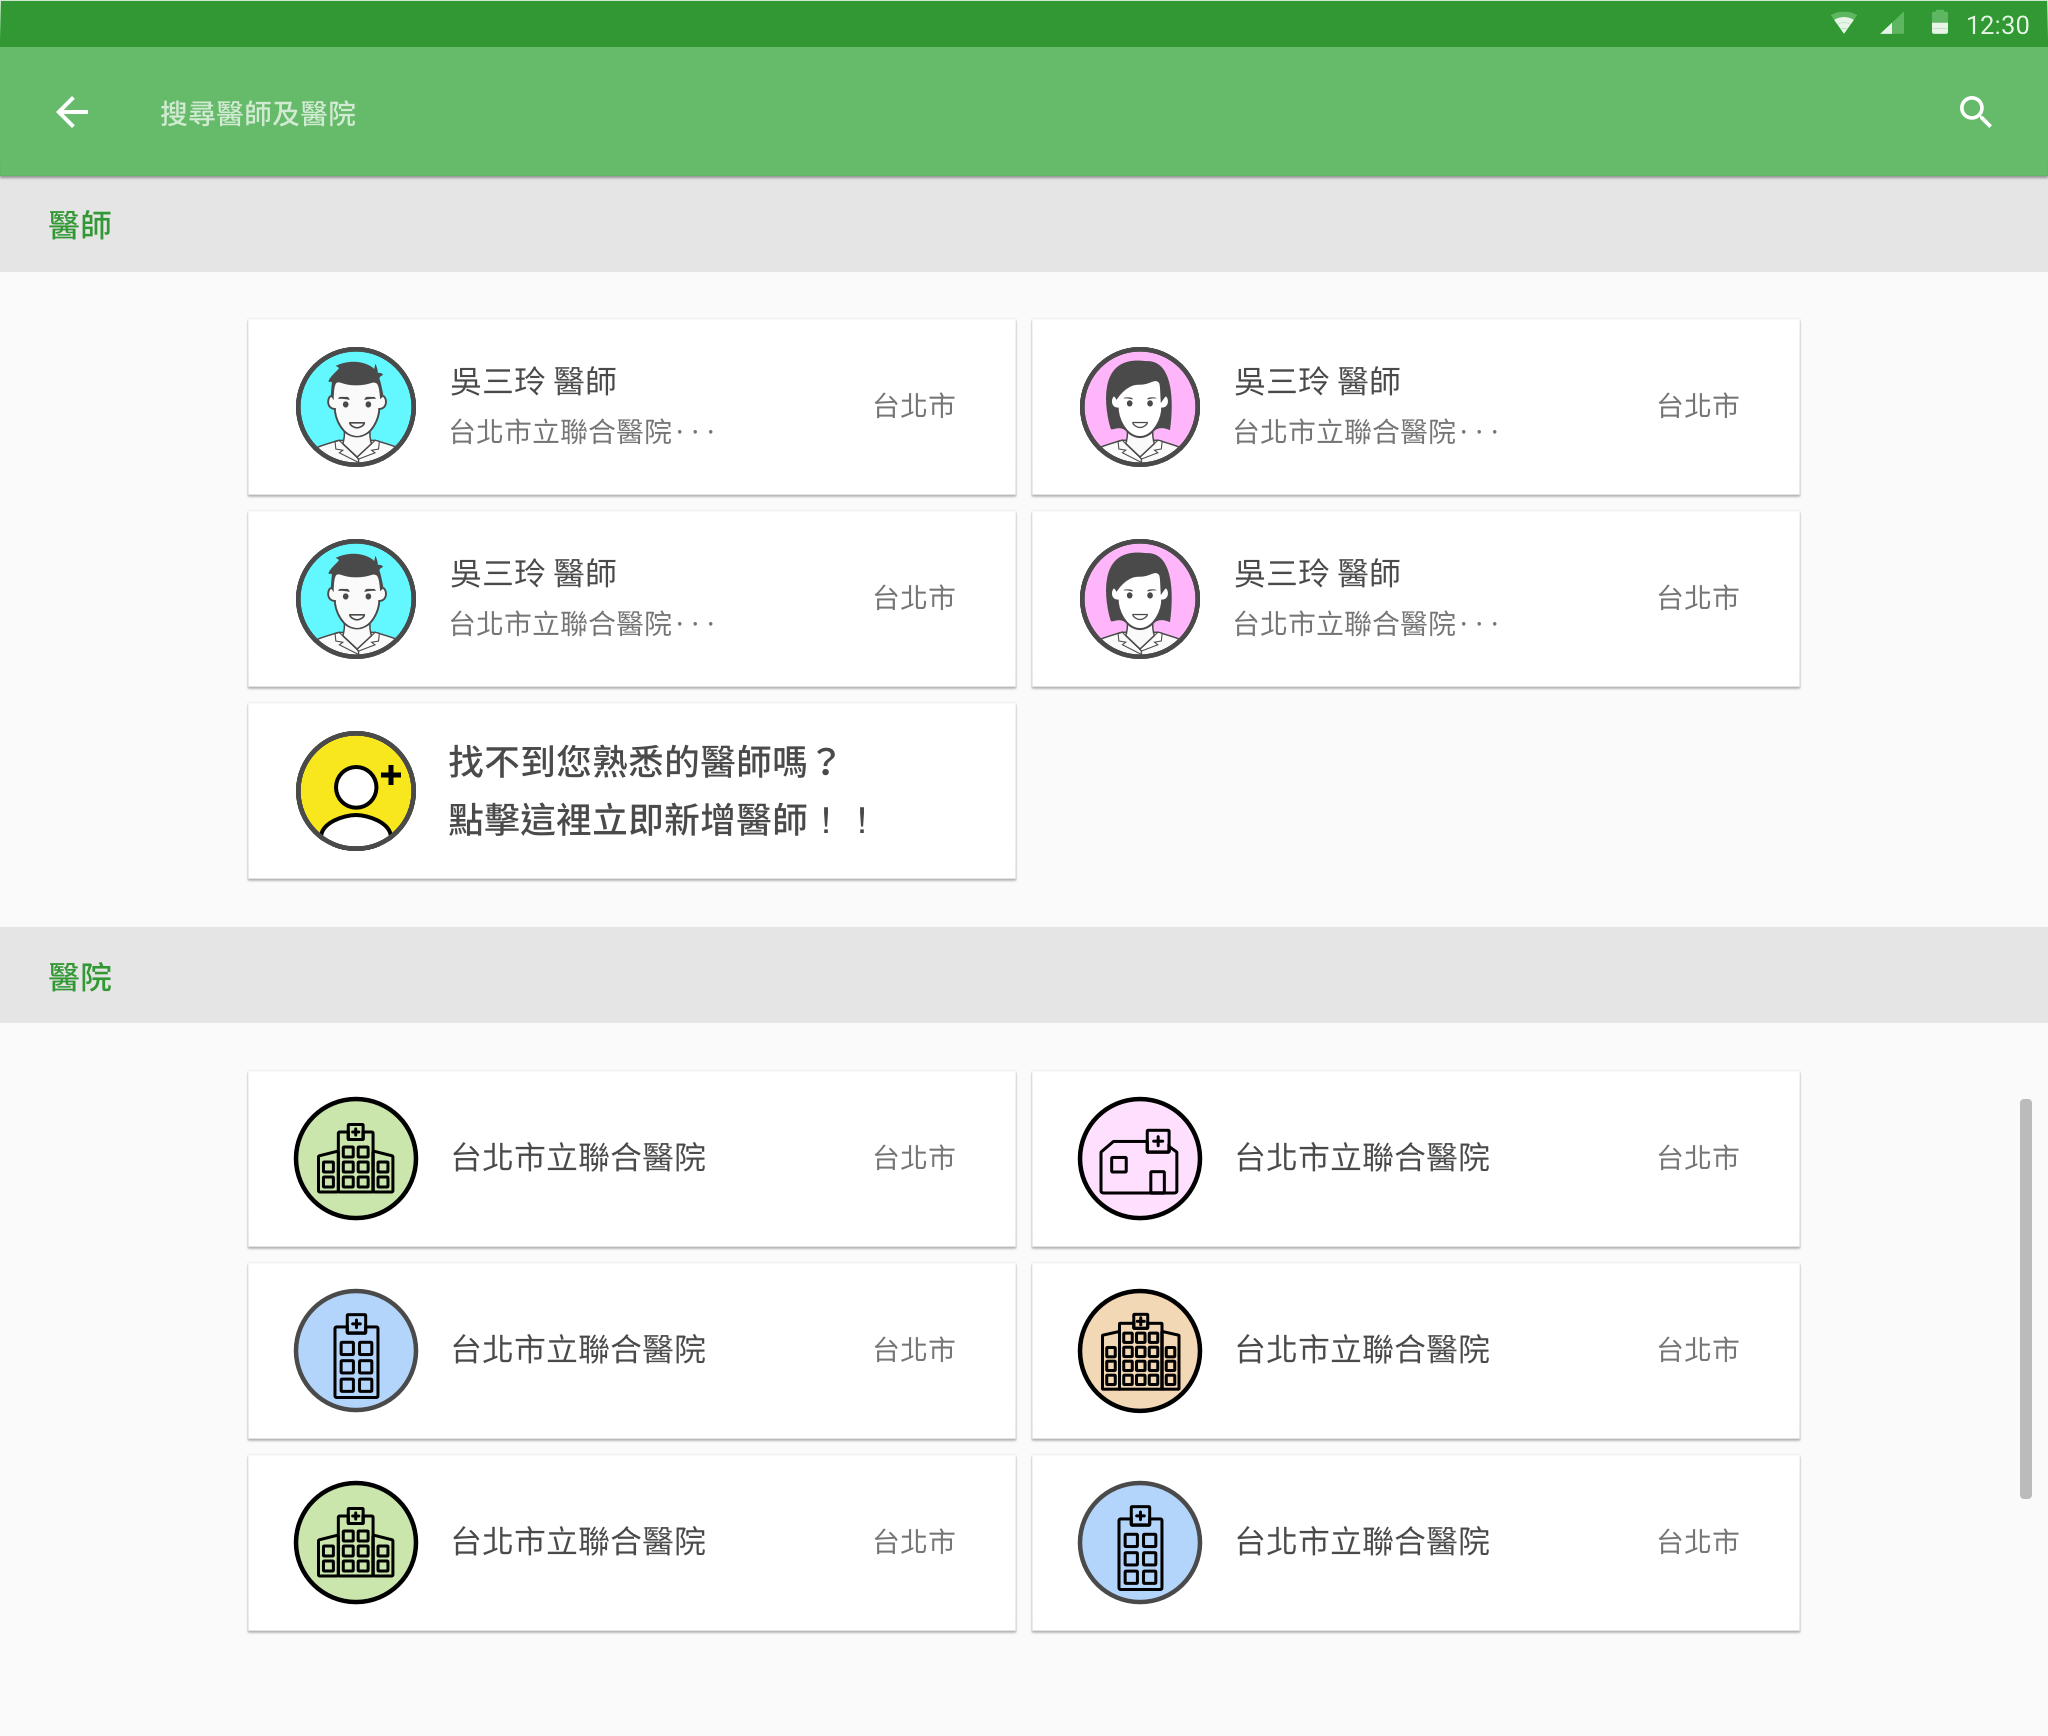 12:30
搜尋醫師及醫院
醫師
吳三玲 醫師
台北市立聯合醫院···
台北市
吳三玲 醫師
台北市立聯合醫院···
台北市
吳三玲 醫師
台北市立聯合醫院···
台北市
吳三玲 醫師
台北市立聯合醫院···
台北市
找不到您熟悉的醫師嗎？
點擊這裡立即新增醫師！！
醫院
台北市立聯合醫院
台北市
台北市立聯合醫院
台北市
台北市立聯合醫院
台北市
台北市立聯合醫院
台北市
台北市立聯合醫院
台北市
台北市立聯合醫院
台北市